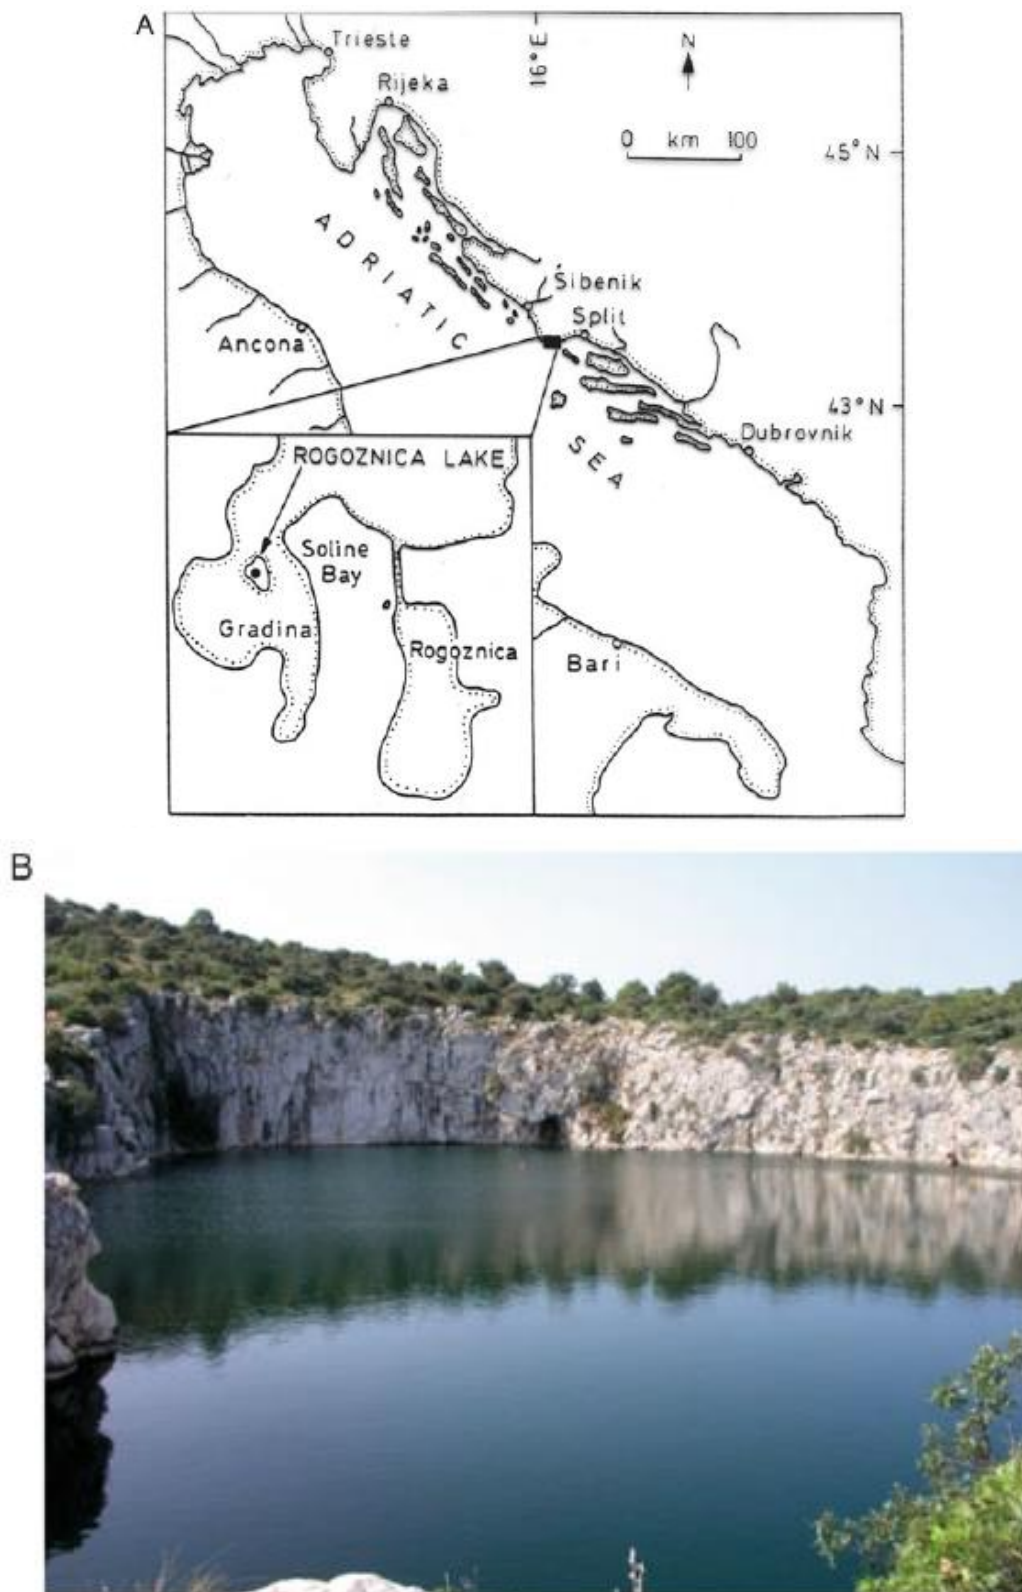 A
Trieste
16°E
N
Rijeka
0 km 100
45°N
ADRIATIC
Šibenik
Split
Ancona
43°N
Dubrovnik
SEA
ROGOZNICA LAKE
Soline
Bay
Gradina
Rogoznica
Bari
B